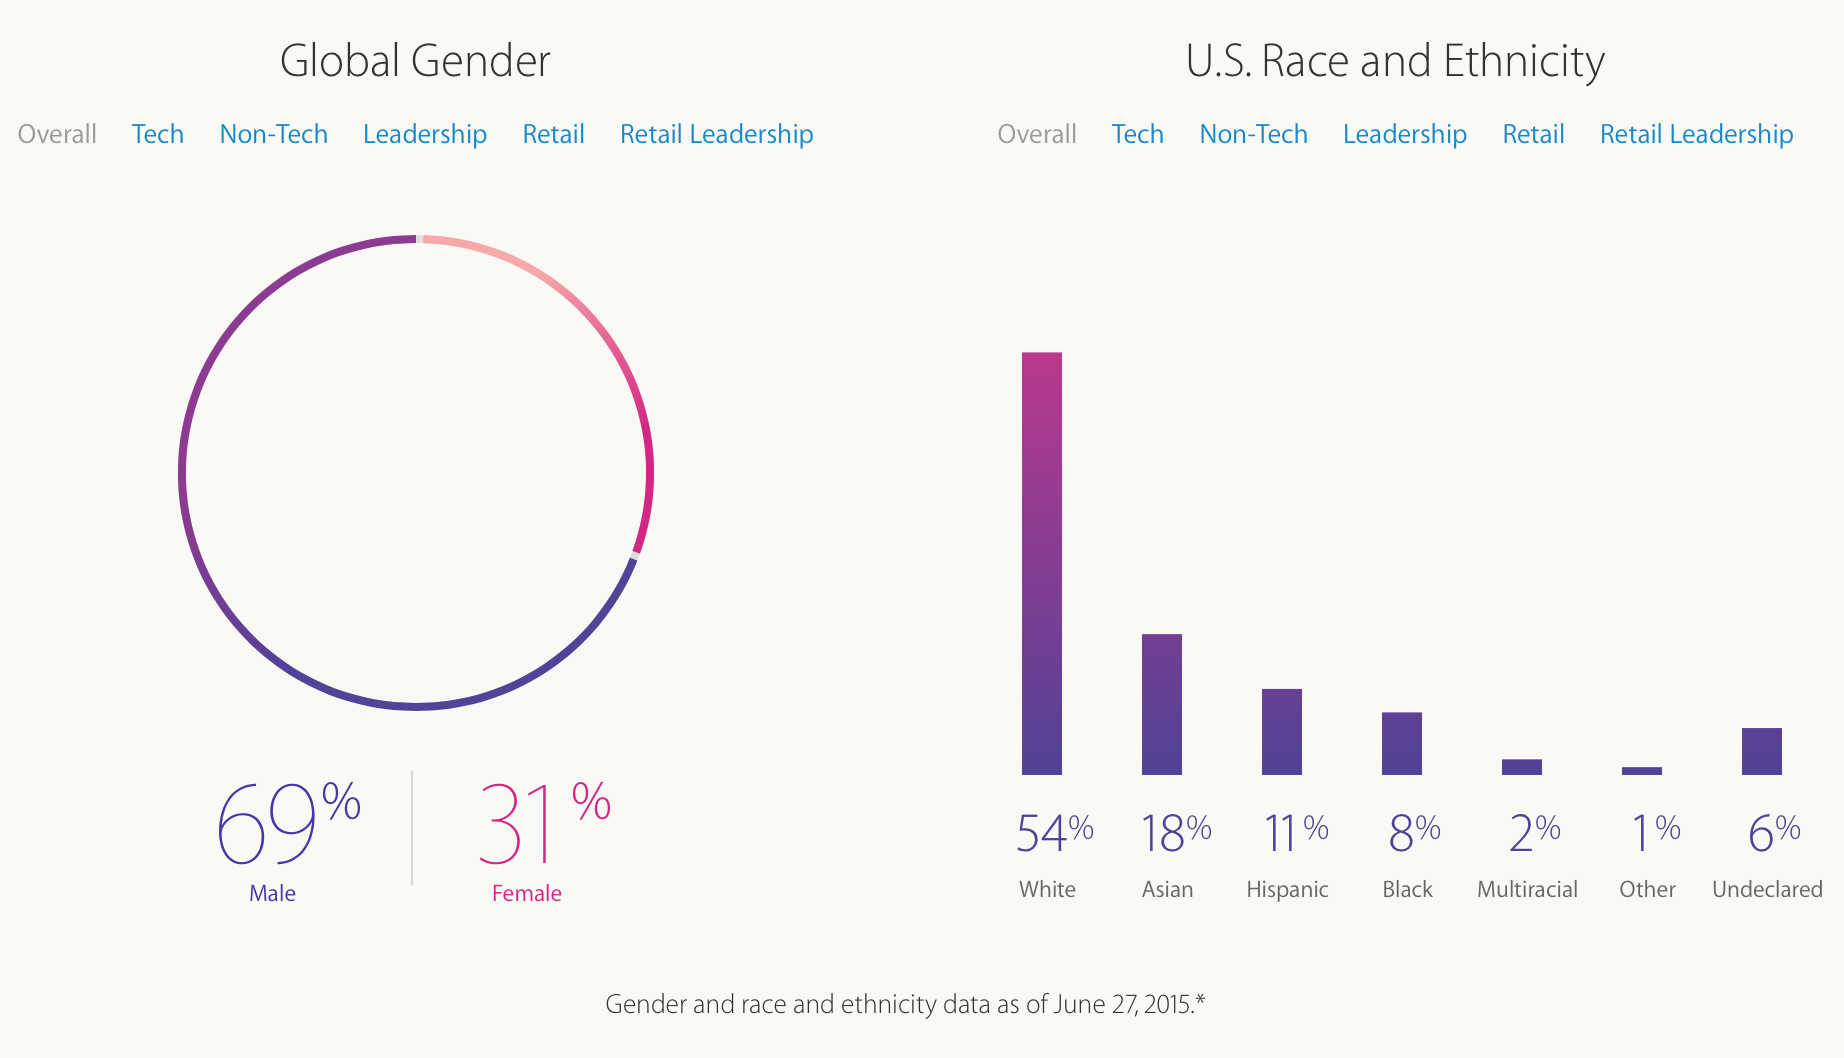 Global Gender
Overall Tech Non-Tech Leadership Retail Retail Leadership
69% 31%
Male Female
U.S. Race and Ethnicity
Overall Tech Non-Tech Leadership Retail Retail Leadership
54% 18% 11% 8% 2% 1% 6%
White Asian Hispanic Black Multiracial Other Undeclared
Gender and race and ethnicity data as of June 27, 2015.*